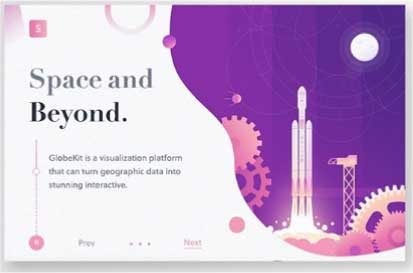 S
Space and
Beyond.
GlobeKit is a visualization platform
that can turn geographic data into
stunning interactive.
Prev
Next